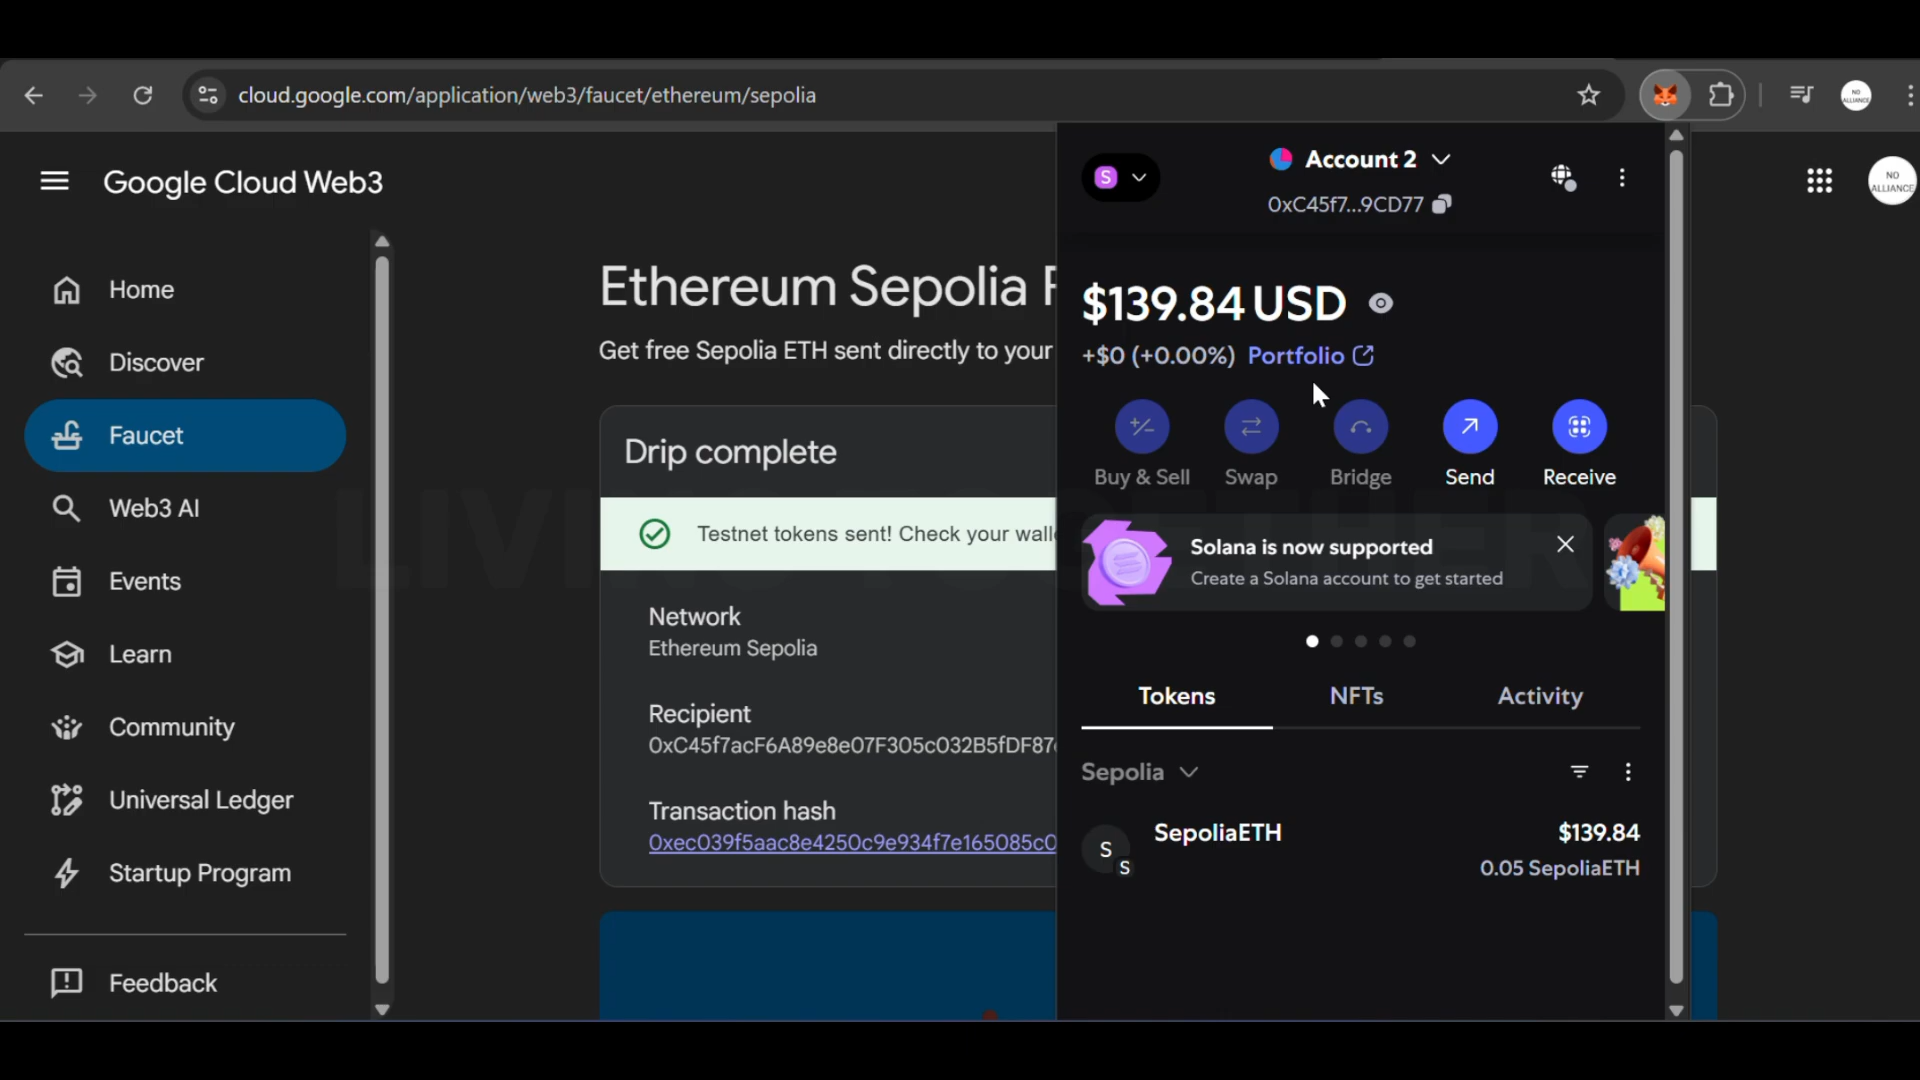 cloud.google.com/application/web3/faucet/ethereum/sepolia
NO ALLIANCE
Google Cloud Web3
NO ALLIANCE
Home
Discover
Faucet
Web3 AI
Events
Learn
Community
Universal Ledger
Startup Program
Feedback
Ethereum Sepolia F
Get free Sepolia ETH sent directly to your
Drip complete
Testnet tokens sent! Check your wall
Network
Ethereum Sepolia
Recipient
0xC45f7acF6A89e8e07F305c032B5fDF87
Transaction hash
0xec039f5aac8e4250c9e934f7e165085c0
S
Account 2
0xC45f7...9CD77
$139.84 USD
+$0 (+0.00%) Portfolio
Buy & Sell
Swap
Bridge
Send
Receive
Solana is now supported
Create a Solana account to get started
Tokens
NFTs
Activity
Sepolia
S
S
SepoliaETH
$139.84
0.05 SepoliaETH